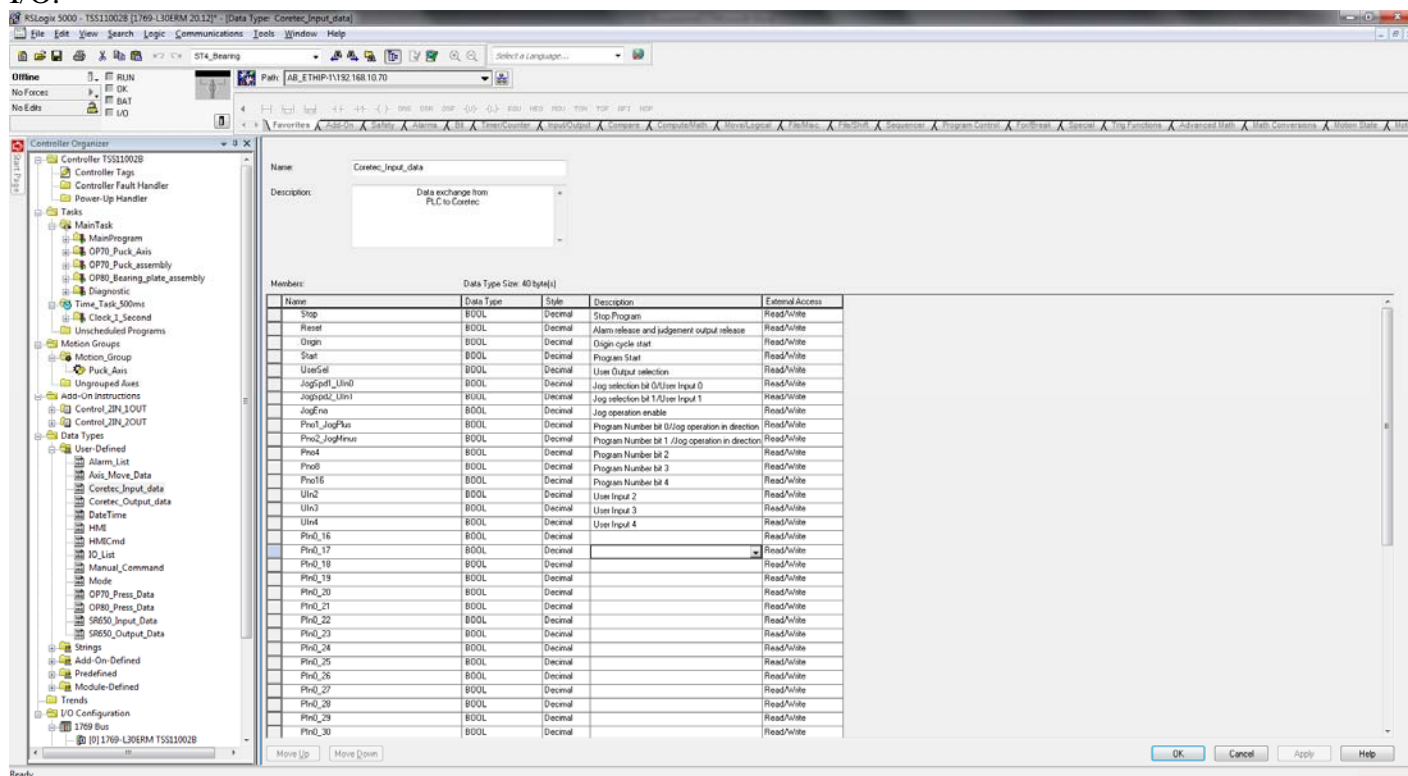 I/O.
RSLogix 5000 - TSS11002B [1769-L30ERM 20.12]* - [Data Type: Coretec_Input_data]
File Edit View Search Logic Communications Tools Window Help
ST4_Bearing Select a Language...
Offline RUN Path: AB_ETHIP-1\192.168.10.70
No Forces OK
No Edits BAT
I/O
Favorites Add-On Safety Alarms Bit Timer/Counter Input/Output Compare Compute/Math Move/Logical File/Misc. File/Shift Sequencer Program Control For/Break Special Trig Functions Advanced Math Math Conversions Motion State
Start Page
Controller Organizer
Controller TSS11002B
Controller Tags
Controller Fault Handler
Power-Up Handler
Tasks
MainTask
MainProgram
OP70_Puck_Axis
OP70_Puck_assembly
OP80_Bearing_plate_assembly
Diagnostic
Time_Task_500ms
Clock_1_Second
Unscheduled Programs
Motion Groups
Motion_Group
Puck_Axis
Ungrouped Axes
Add-On Instructions
Control_2IN_1OUT
Control_2IN_2OUT
Data Types
User-Defined
Alarm_List
Axis_Move_Data
Coretec_Input_data
Coretec_Output_data
DateTime
HMI
HMICmd
IO_List
Manual_Command
Mode
OP70_Press_Data
OP80_Press_Data
SR650_Input_Data
SR650_Output_Data
Strings
Add-On-Defined
Predefined
Module-Defined
Trends
I/O Configuration
1769 Bus
[0] 1769-L30ERM TSS11002B
Name: Coretec_Input_data
Description: Data exchange from
PLC to Coretec
Members: Data Type Size: 40 byte(s)
Name Data Type Style Description External Access
Stop BOOL Decimal Stop Program Read/Write
Reset BOOL Decimal Alarm release and judgement output release Read/Write
Origin BOOL Decimal Origin cycle start Read/Write
Start BOOL Decimal Program Start Read/Write
UserSel BOOL Decimal User Output selection Read/Write
JogSpd1_UIn0 BOOL Decimal Jog selection bit 0/User Input 0 Read/Write
JogSpd2_UIn1 BOOL Decimal Jog selection bit 1/User Input 1 Read/Write
JogEna BOOL Decimal Jog operation enable Read/Write
Pno1_JogPlus BOOL Decimal Program Number bit 0/Jog operation in direction Read/Write
Pno2_JogMinus BOOL Decimal Program Number bit 1 /Jog operation in direction Read/Write
Pno4 BOOL Decimal Program Number bit 2 Read/Write
Pno8 BOOL Decimal Program Number bit 3 Read/Write
Pno16 BOOL Decimal Program Number bit 4 Read/Write
UIn2 BOOL Decimal User Input 2 Read/Write
UIn3 BOOL Decimal User Input 3 Read/Write
UIn4 BOOL Decimal User Input 4 Read/Write
PIn0_16 BOOL Decimal Read/Write
PIn0_17 BOOL Decimal Read/Write
PIn0_18 BOOL Decimal Read/Write
PIn0_19 BOOL Decimal Read/Write
PIn0_20 BOOL Decimal Read/Write
PIn0_21 BOOL Decimal Read/Write
PIn0_22 BOOL Decimal Read/Write
PIn0_23 BOOL Decimal Read/Write
PIn0_24 BOOL Decimal Read/Write
PIn0_25 BOOL Decimal Read/Write
PIn0_26 BOOL Decimal Read/Write
PIn0_27 BOOL Decimal Read/Write
PIn0_28 BOOL Decimal Read/Write
PIn0_29 BOOL Decimal Read/Write
PIn0_30 BOOL Decimal Read/Write
Move Up Move Down OK Cancel Apply Help
Ready